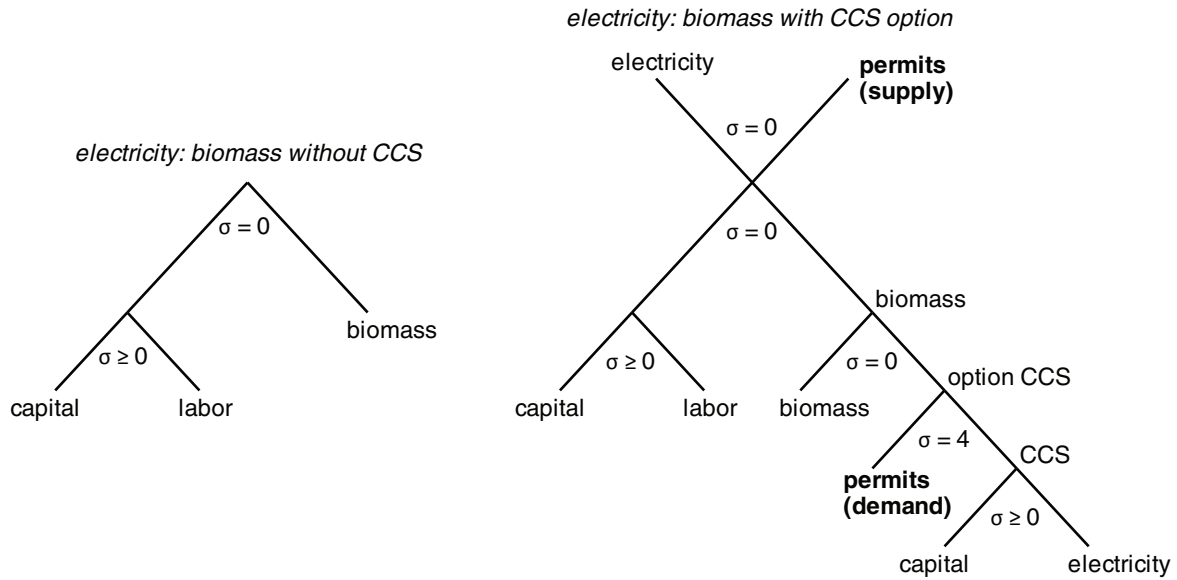 electricity: biomass with CCS option
electricity
permits
(supply)
σ = 0
electricity: biomass without CCS
σ = 0
σ = 0
biomass
biomass
σ ≥ 0
σ ≥ 0
σ = 0
option CCS
capital
labor
capital
labor
biomass
σ = 4
CCS
permits
(demand)
σ ≥ 0
capital
electricity